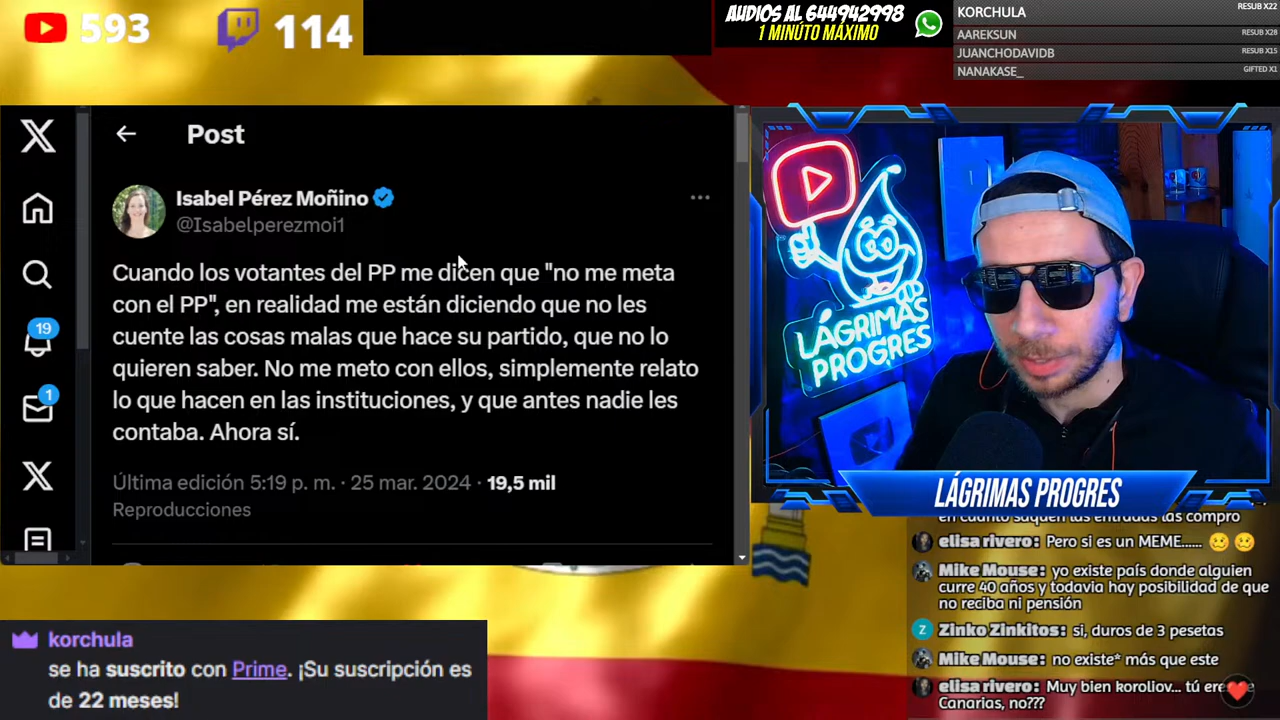 593
114
AUDIOS AL 644942998
1 MINÚTO MÁXIMO
KORCHULA
RESUB X22
AAREKSUN
RESUB X28
JUANCHODAVIDB
RESUB X15
NANAKASE_
GIFTED X1
Post
Isabel Pérez Moñino
@Isabelperezmoi1
Cuando los votantes del PP me dicen que "no me meta
con el PP", en realidad me están diciendo que no les
cuente las cosas malas que hace su partido, que no lo
quieren saber. No me meto con ellos, simplemente relato
lo que hacen en las instituciones, y que antes nadie les
contaba. Ahora sí.
Última edición 5:19 p. m. · 25 mar. 2024 · 19,5 mil
Reproducciones
19
1
LÁGRIMAS
PROGRES
LÁGRIMAS PROGRES
en cuanto saquen las entradas las compro
elisa rivero: Pero si es un MEME......
Mike Mouse: yo existe país donde alguien
curre 40 años y todavia hay posibilidad de que
no reciba ni pensión
Z Zinko Zinkitos: si, duros de 3 pesetas
Mike Mouse: no existe* más que este
elisa rivero: Muy bien koroliov... tú eres de
Canarias, no???
korchula
se ha suscrito con Prime. ¡Su suscripción es
de 22 meses!